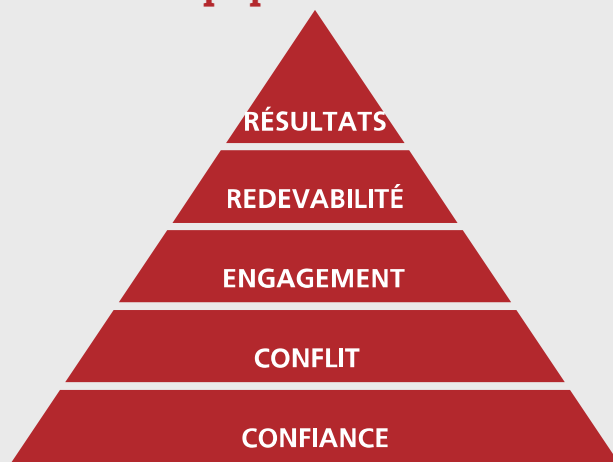 RÉSULTATS
REDEVABILITÉ
ENGAGEMENT
CONFLIT
CONFIANCE